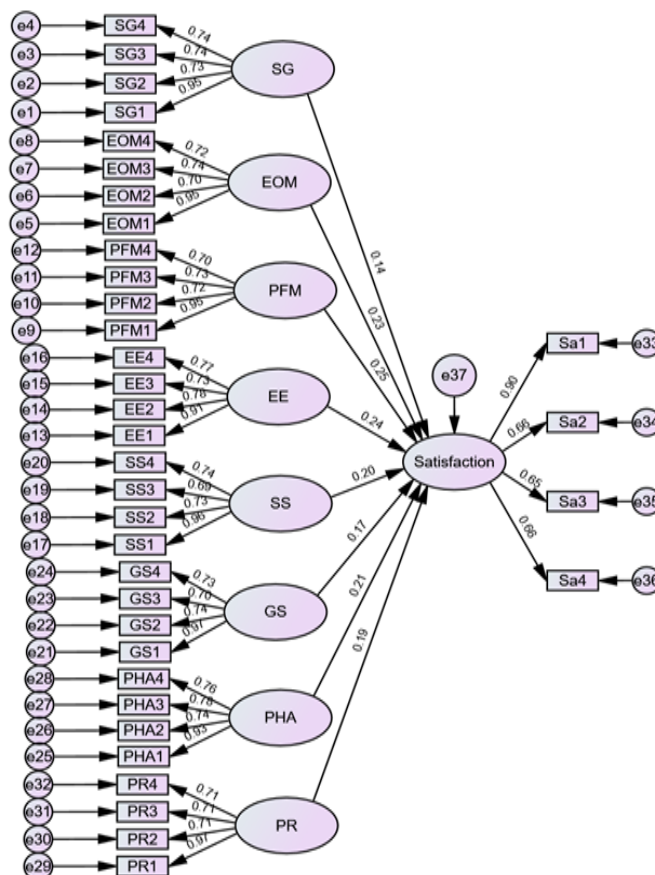 e4 SG4 0.74
e3 SG3 0.74
e2 SG2 0.73
e1 SG1 0.95
SG
e8 EOM4 0.72
e7 EOM3 0.74
e6 EOM2 0.70
e5 EOM1 0.95
EOM
e12 PFM4 0.70
e11 PFM3 0.73
e10 PFM2 0.72
e9 PFM1 0.95
PFM
e16 EE4 0.77
e15 EE3 0.73
e14 EE2 0.78
e13 EE1 0.91
EE
e20 SS4 0.74
e19 SS3 0.69
e18 SS2 0.73
e17 SS1 0.96
SS
e24 GS4 0.73
e23 GS3 0.70
e22 GS2 0.74
e21 GS1 0.97
GS
e28 PHA4 0.76
e27 PHA3 0.78
e26 PHA2 0.74
e25 PHA1 0.93
PHA
e32 PR4 0.71
e31 PR3 0.71
e30 PR2 0.71
e29 PR1 0.97
PR
0.14
0.23
0.25
0.24
0.20
0.17
0.21
0.19
e37
Satisfaction
0.90 Sa1 e33
0.66 Sa2 e34
0.65 Sa3 e35
0.66 Sa4 e36